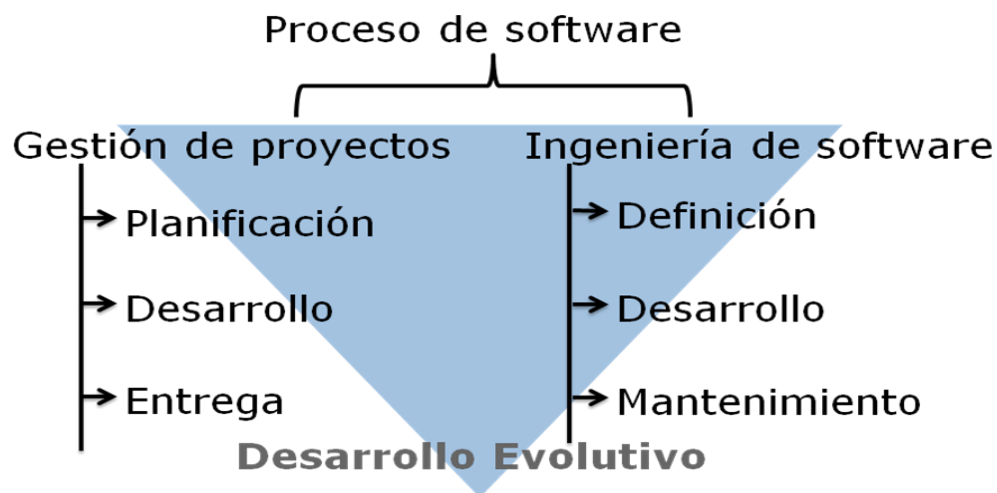 Proceso de software
Gestión de proyectos
Planificación
Desarrollo
Entrega
Ingeniería de software
Definición
Desarrollo
Mantenimiento
Desarrollo Evolutivo